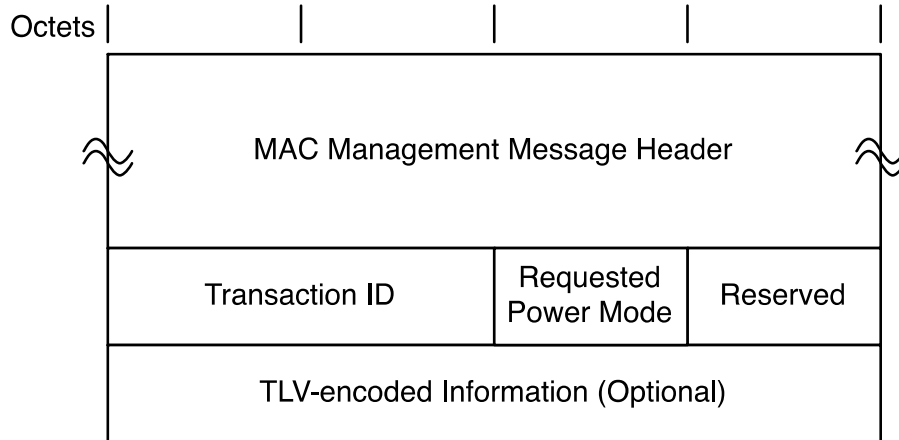 Octets
MAC Management Message Header
Transaction ID
Requested
Power Mode
Reserved
TLV-encoded Information (Optional)